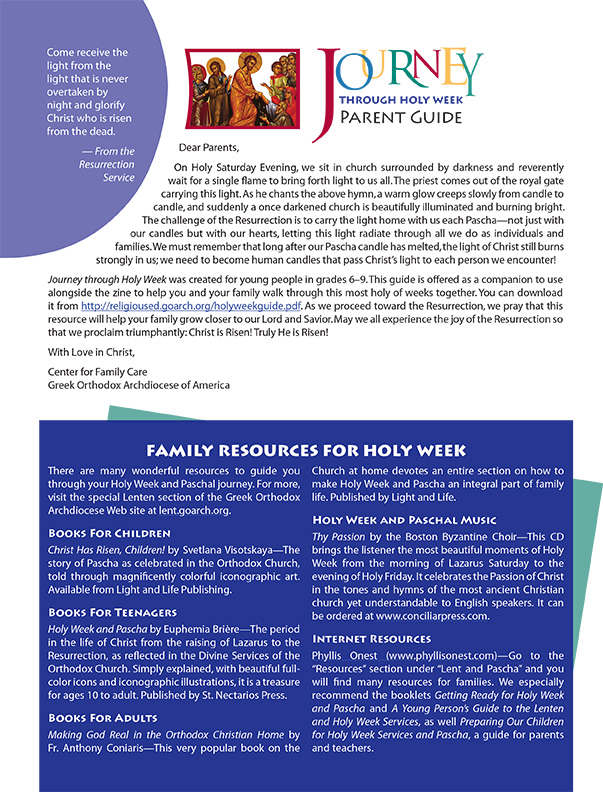 Come receive the
light from the
light that is never
overtaken by
night and glorify
Christ who is risen
from the dead.
— From the
Resurrection
Service
JOURNEY
THROUGH HOLY WEEK
PARENT GUIDE
Dear Parents,
On Holy Saturday Evening, we sit in church surrounded by darkness and reverently
wait for a single flame to bring forth light to us all. The priest comes out of the royal gate
carrying this light. As he chants the above hymn, a warm glow creeps slowly from candle to
candle, and suddenly a once darkened church is beautifully illuminated and burning bright.
The challenge of the Resurrection is to carry the light home with us each Pascha—not just with
our candles but with our hearts, letting this light radiate through all we do as individuals and
families. We must remember that long after our Pascha candle has melted, the light of Christ still burns
strongly in us; we need to become human candles that pass Christ's light to each person we encounter!
Journey through Holy Week was created for young people in grades 6–9. This guide is offered as a companion to use
alongside the zine to help you and your family walk through this most holy of weeks together. You can download
it from http://religioused.goarch.org/holyweekguide.pdf. As we proceed toward the Resurrection, we pray that this
resource will help your family grow closer to our Lord and Savior. May we all experience the joy of the Resurrection so
that we proclaim triumphantly: Christ is Risen! Truly He is Risen!
With Love in Christ,
Center for Family Care
Greek Orthodox Archdiocese of America
FAMILY RESOURCES FOR HOLY WEEK
There are many wonderful resources to guide you
through your Holy Week and Paschal journey. For more,
visit the special Lenten section of the Greek Orthodox
Archdiocese Web site at lent.goarch.org.
BOOKS FOR CHILDREN
Christ Has Risen, Children! by Svetlana Visotskaya—The
story of Pascha as celebrated in the Orthodox Church,
told through magnificently colorful iconographic art.
Available from Light and Life Publishing.
BOOKS FOR TEENAGERS
Holy Week and Pascha by Euphemia Brière—The period
in the life of Christ from the raising of Lazarus to the
Resurrection, as reflected in the Divine Services of the
Orthodox Church. Simply explained, with beautiful full-
color icons and iconographic illustrations, it is a treasure
for ages 10 to adult. Published by St. Nectarios Press.
BOOKS FOR ADULTS
Making God Real in the Orthodox Christian Home by
Fr. Anthony Coniaris—This very popular book on the
Church at home devotes an entire section on how to
make Holy Week and Pascha an integral part of family
life. Published by Light and Life.
HOLY WEEK AND PASCHAL MUSIC
Thy Passion by the Boston Byzantine Choir—This CD
brings the listener the most beautiful moments of Holy
Week from the morning of Lazarus Saturday to the
evening of Holy Friday. It celebrates the Passion of Christ
in the tones and hymns of the most ancient Christian
church yet understandable to English speakers. It can
be ordered at www.conciliarpress.com.
INTERNET RESOURCES
Phyllis Onest (www.phyllisonest.com)—Go to the
"Resources" section under "Lent and Pascha" and you
will find many resources for families. We especially
recommend the booklets Getting Ready for Holy Week
and Pascha and A Young Person's Guide to the Lenten
and Holy Week Services, as well Preparing Our Children
for Holy Week Services and Pascha, a guide for parents
and teachers.